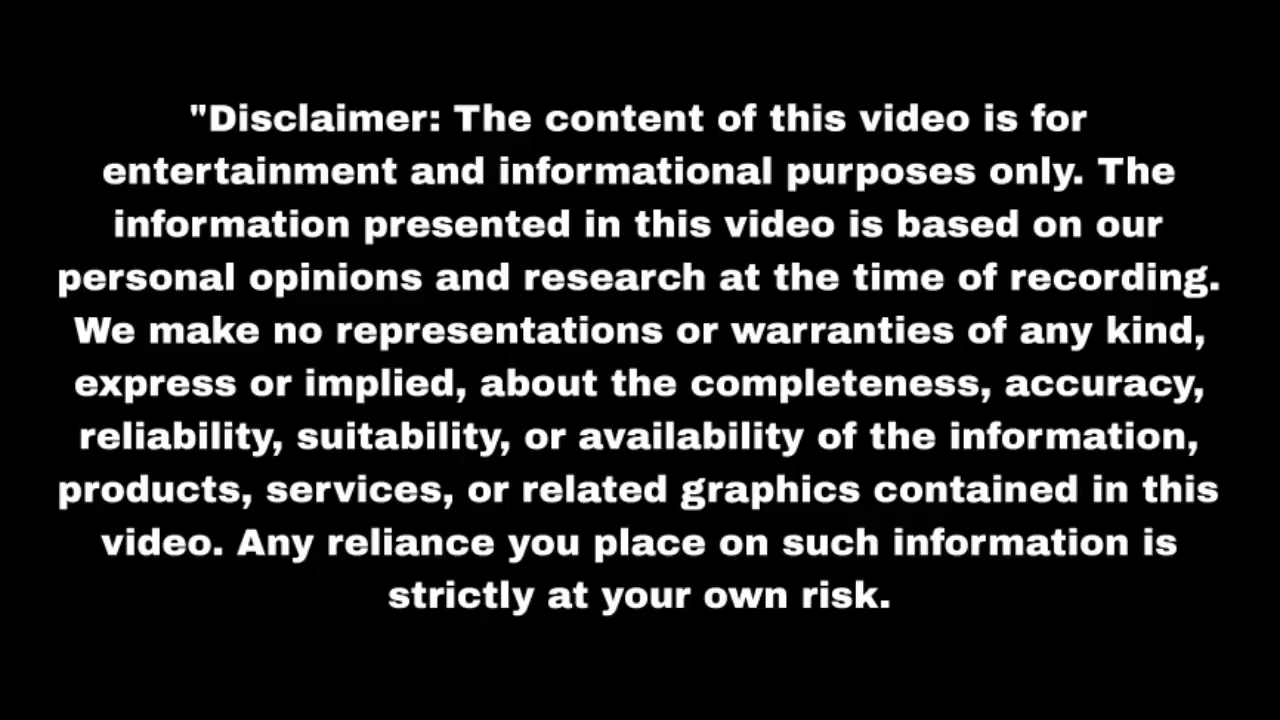 "Disclaimer: The content of this video is for
entertainment and informational purposes only. The
information presented in this video is based on our
personal opinions and research at the time of recording.
We make no representations or warranties of any kind,
express or implied, about the completeness, accuracy,
reliability, suitability, or availability of the information,
products, services, or related graphics contained in this
video. Any reliance you place on such information is
strictly at your own risk.